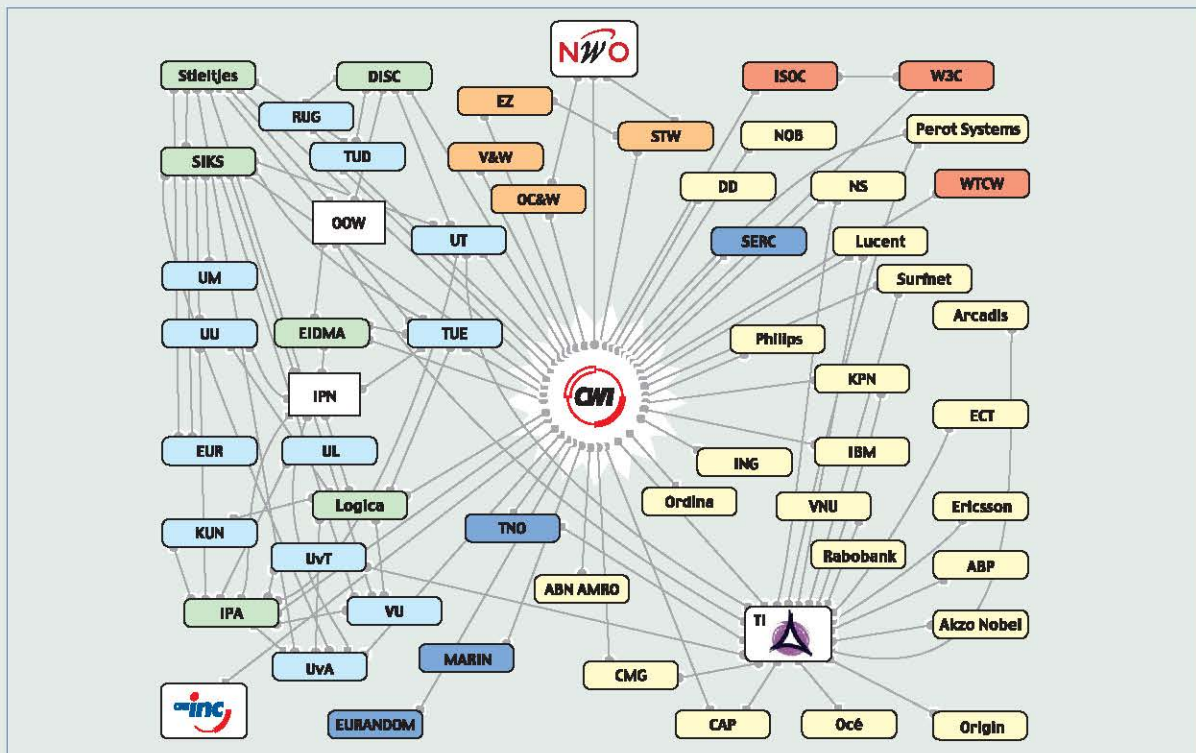 NWO
Stieltjes
DISC
ISOC
W3C
EZ
RUG
STW
NOB
Perot Systems
TUD
V&W
SIKS
DD
NS
WTCW
OC&W
OOW
UT
SERC
Lucent
UM
Surfnet
Arcadis
UU
EIDMA
TUE
Philips
KPN
IPN
CWI
ECT
EUR
UL
IBM
ING
Logica
Ordina
VNU
Ericsson
KUN
TNO
UvT
Rabobank
ABP
ABN AMRO
IPA
VU
TI
Akzo Nobel
UvA
MARIN
CMG
CWI inc
EURANDOM
CAP
Océ
Origin